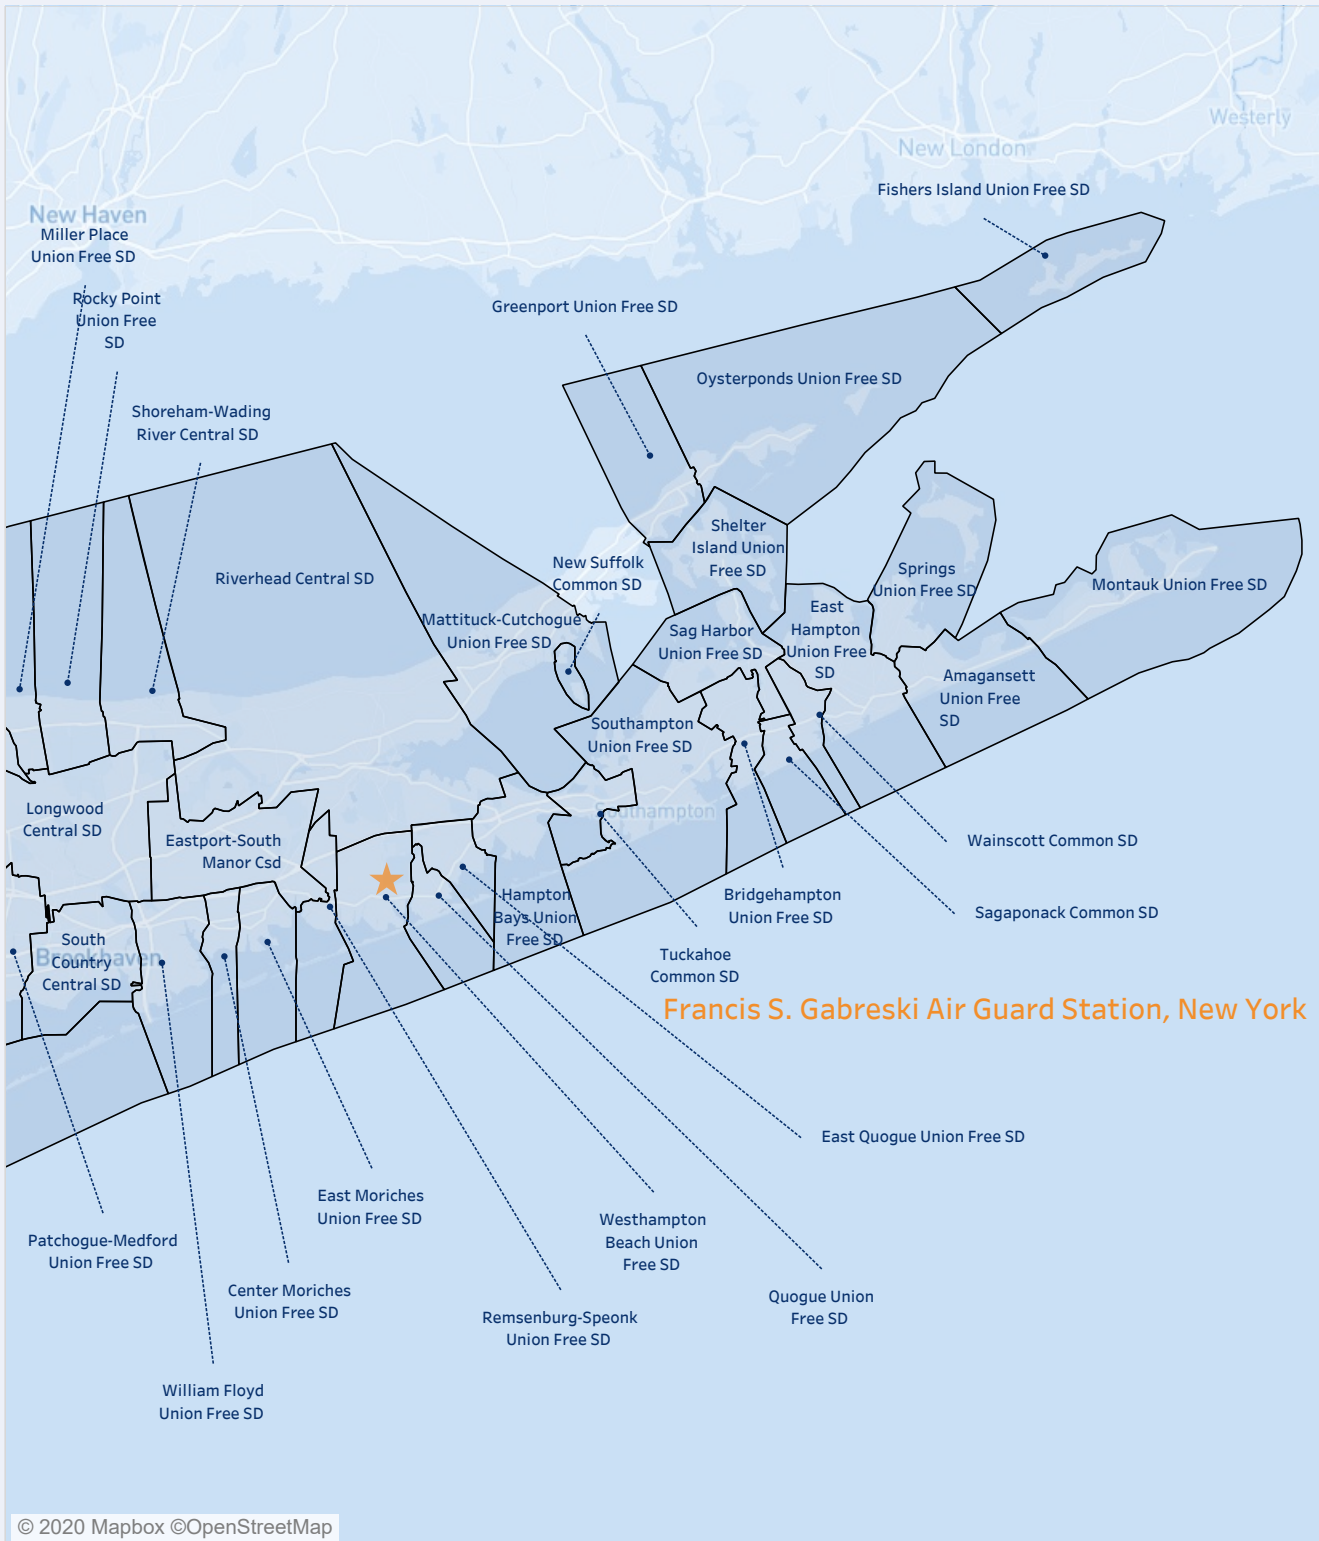 Westerly
New London
Fishers Island Union Free SD
New Haven
Miller Place
Union Free SD
Rocky Point
Union Free
SD
Greenport Union Free SD
Oysterponds Union Free SD
Shoreham-Wading
River Central SD
Shelter
Island Union
Free SD
New Suffolk
Common SD
Riverhead Central SD
Springs
Union Free SD
Montauk Union Free SD
Mattituck-Cutchogue
Union Free SD
East
Hampton
Union Free
SD
Sag Harbor
Union Free SD
Amagansett
Union Free
SD
Southampton
Union Free SD
Southampton
Longwood
Central SD
Eastport-South
Manor Csd
Wainscott Common SD
Hampton
Bays Union
Free SD
Bridgehampton
Union Free SD
Sagaponack Common SD
South
Country
Central SD
Brookhaven
Tuckahoe
Common SD
Francis S. Gabreski Air Guard Station, New York
East Quogue Union Free SD
East Moriches
Union Free SD
Westhampton
Beach Union
Free SD
Patchogue-Medford
Union Free SD
Center Moriches
Union Free SD
Quogue Union
Free SD
Remsenburg-Speonk
Union Free SD
William Floyd
Union Free SD
© 2020 Mapbox ©OpenStreetMap